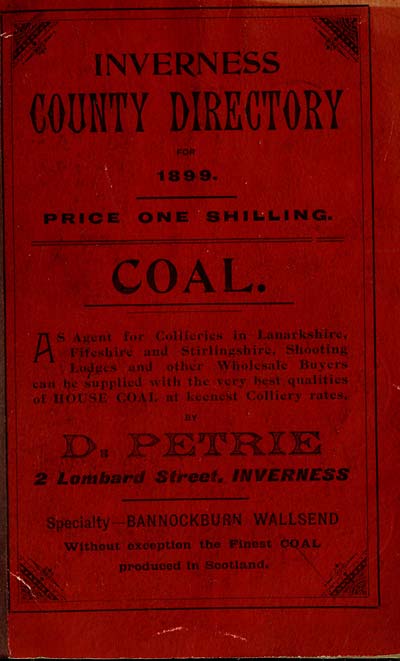 INVERNESS
COUNTY DIRECTORY
FOR
1899.
PRICE ONE SHILLING.
COAL.
AS Agent for Collieries in Lanarkshire,
Fifeshire and Stirlingshire, Shooting
Lodges and other Wholesale Buyers
can be supplied with the very best qualities
of HOUSE COAL at keenest Colliery rates,
BY
D. PETRIE
2 Lombard Street, INVERNESS
Specialty—BANNOCKBURN WALLSEND
Without exception the Finest COAL
produced in Scotland.